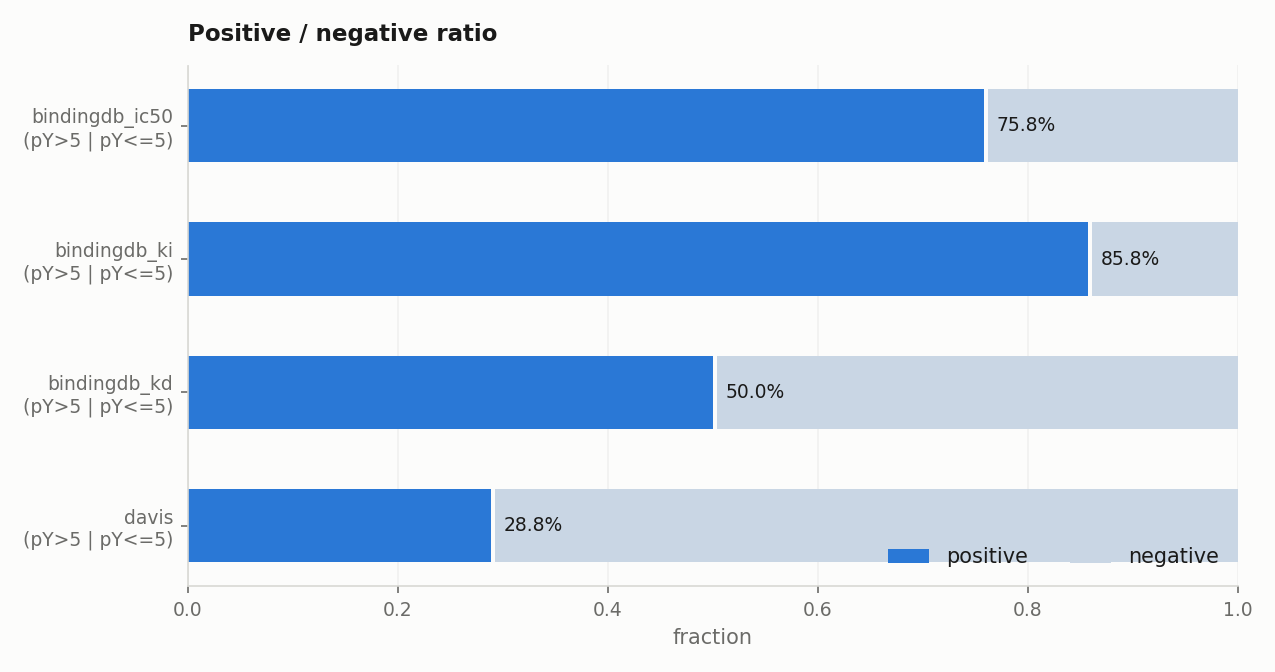 Positive / negative ratio
bindingdb_ic50
(pY>5 | pY<=5)
75.8%
bindingdb_ki
(pY>5 | pY<=5)
85.8%
bindingdb_kd
(pY>5 | pY<=5)
50.0%
davis
(pY>5 | pY<=5)
28.8%
positive negative
0.0 0.2 0.4 0.6 0.8 1.0
fraction